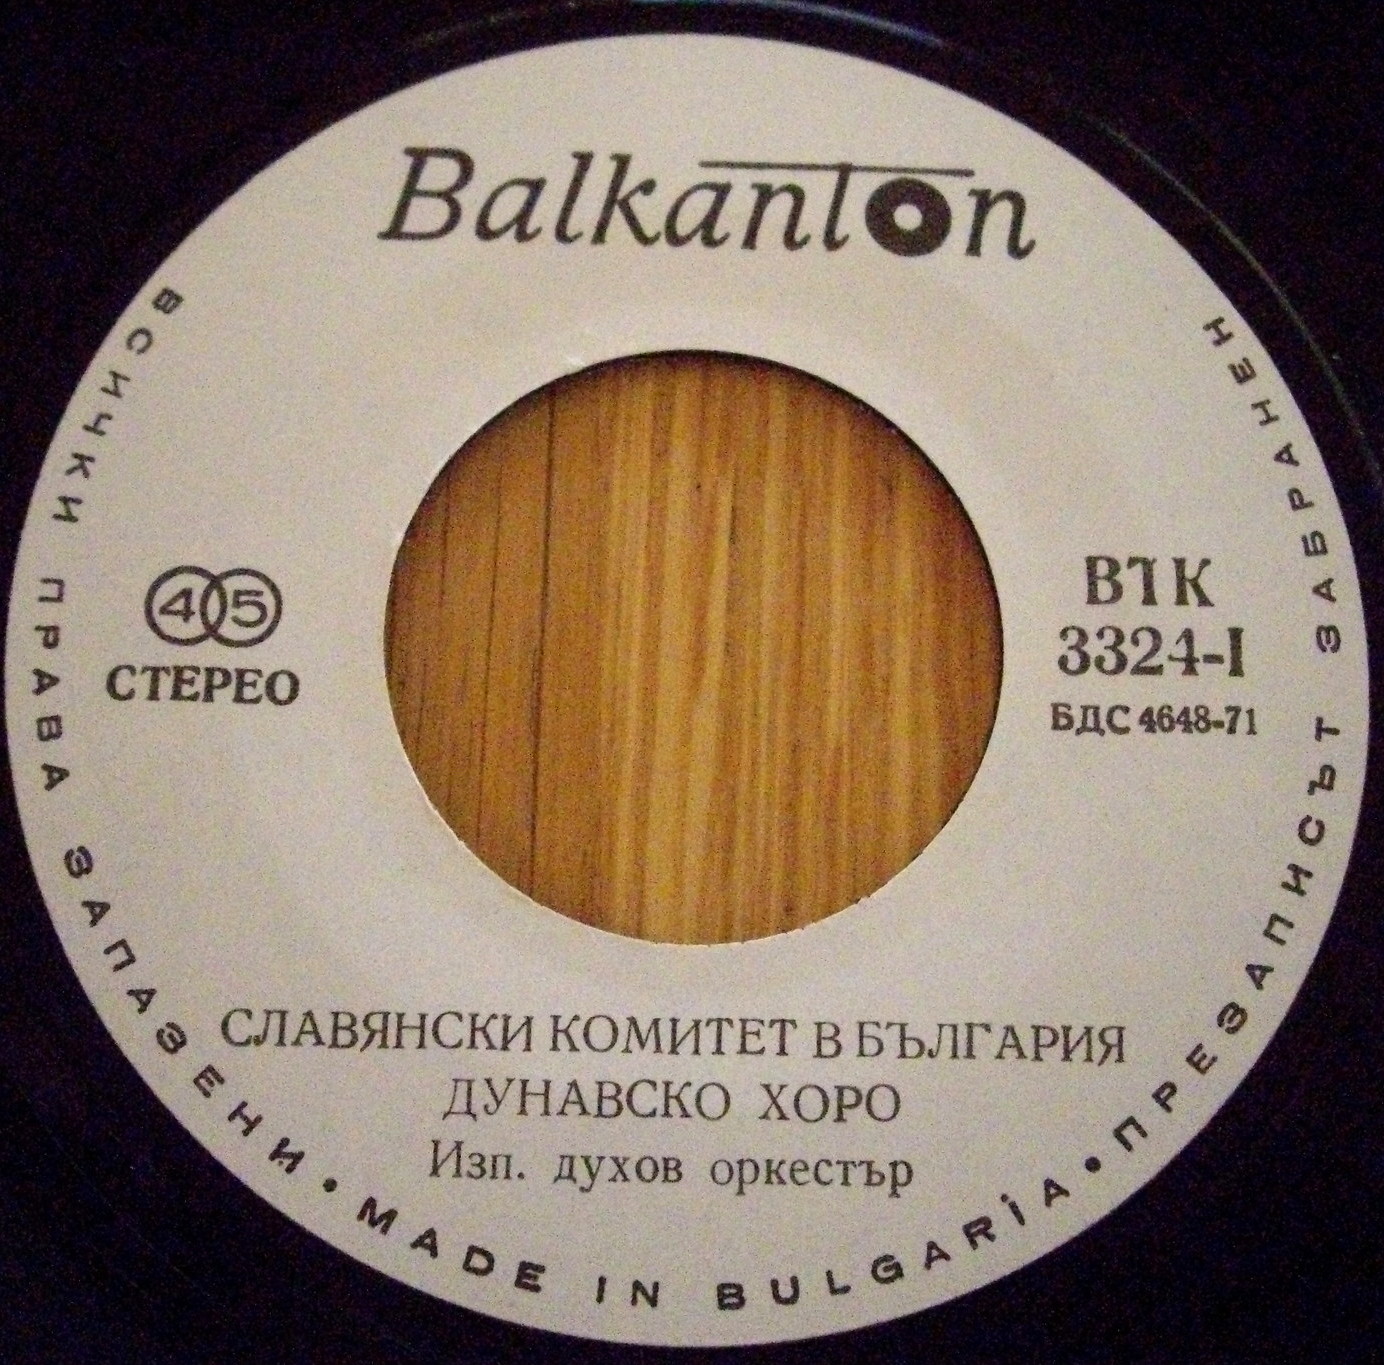 Balkanton
ВСИЧКИ ПРАВА ЗАПАЗЕНИ • MADE IN BULGARIA • ПРЕЗАПИСЪТ ЗАБРАНЕН
45
СТЕРЕО
ВТК
3324-I
БДС 4648-71
СЛАВЯНСКИ КОМИТЕТ В БЪЛГАРИЯ
ДУНАВСКО ХОРО
Изп. духов оркестър